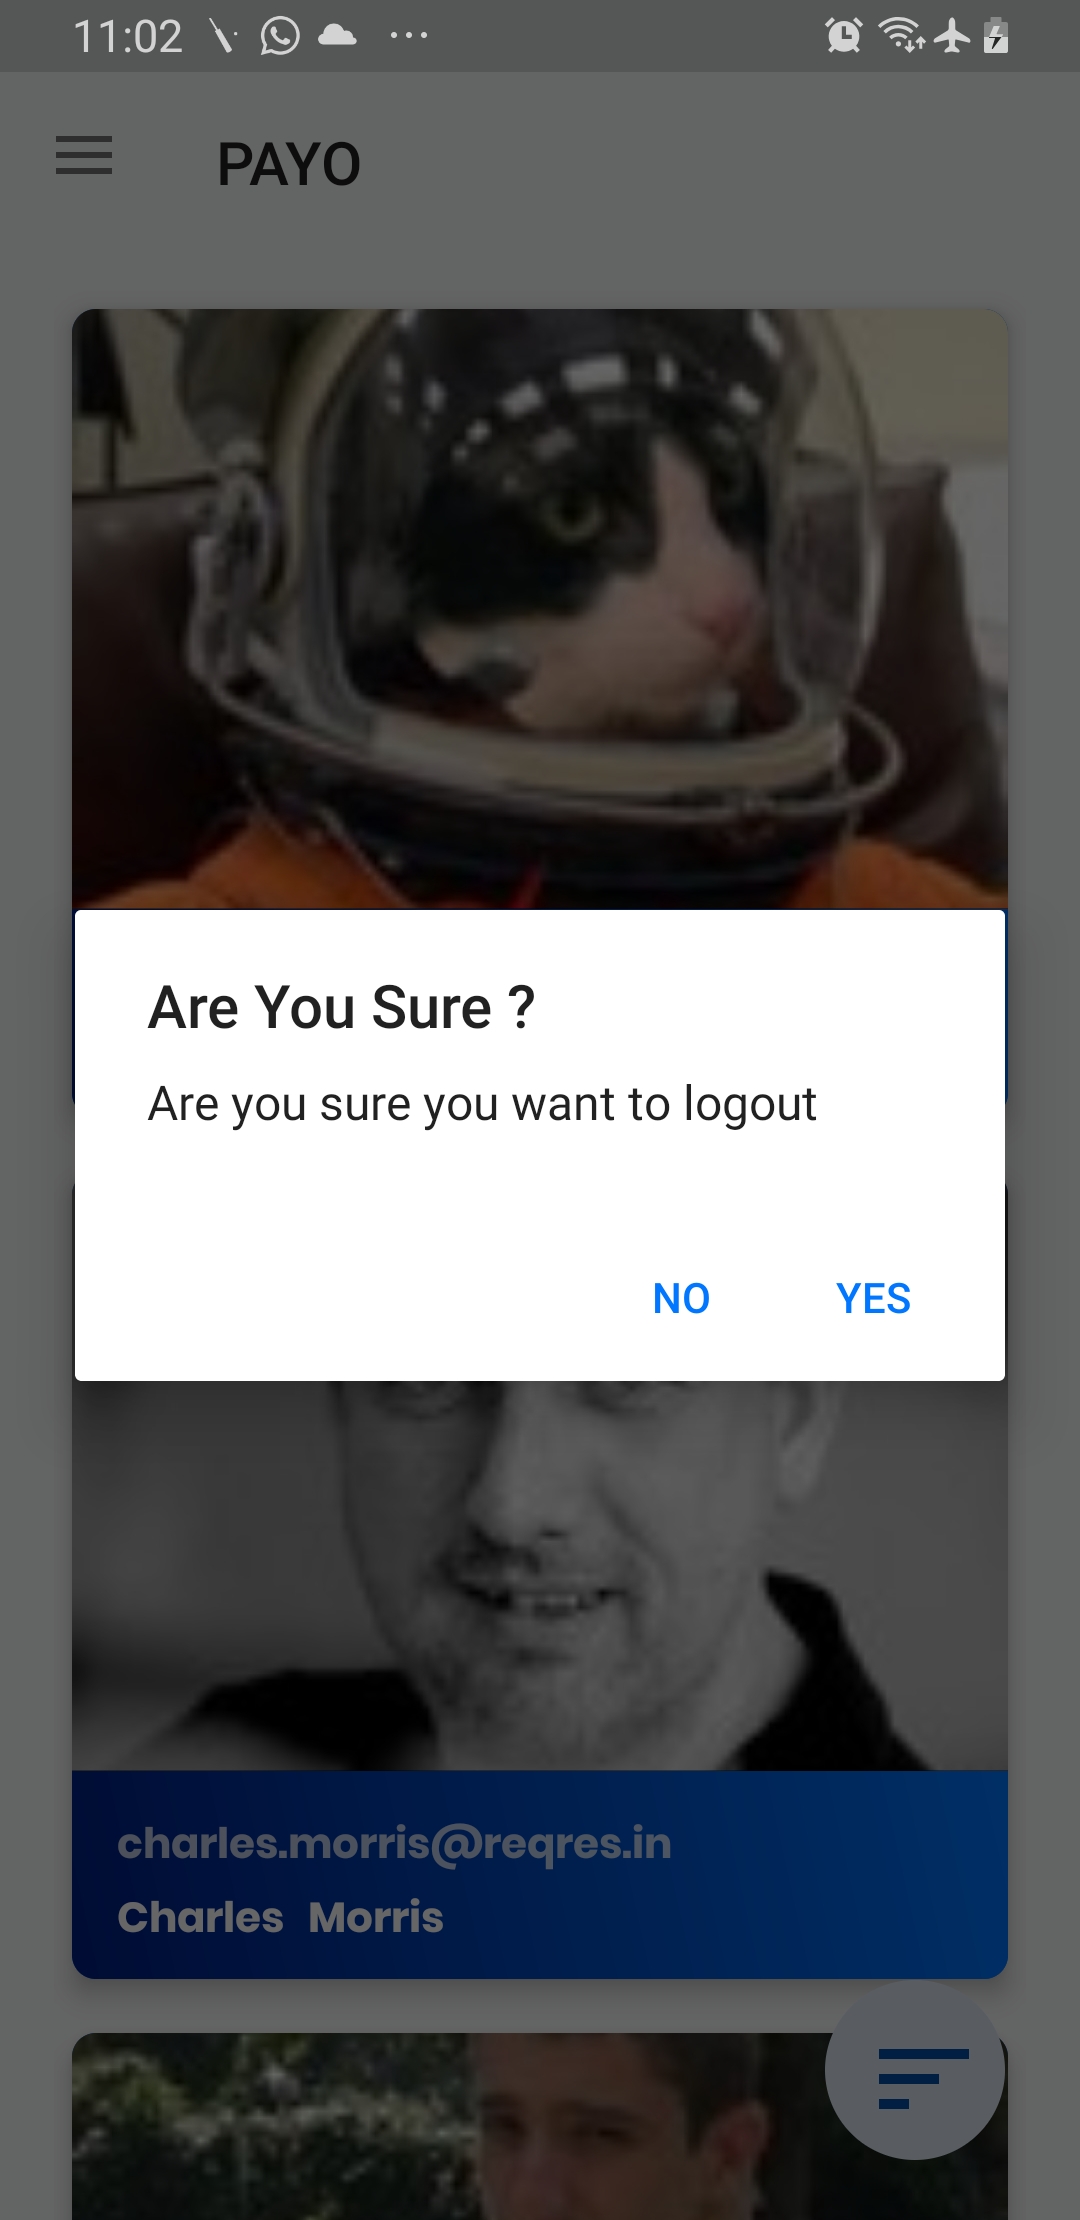 11:02
PAYO
Are You Sure ?
Are you sure you want to logout
NO YES
charles.morris@reqres.in
Charles Morris